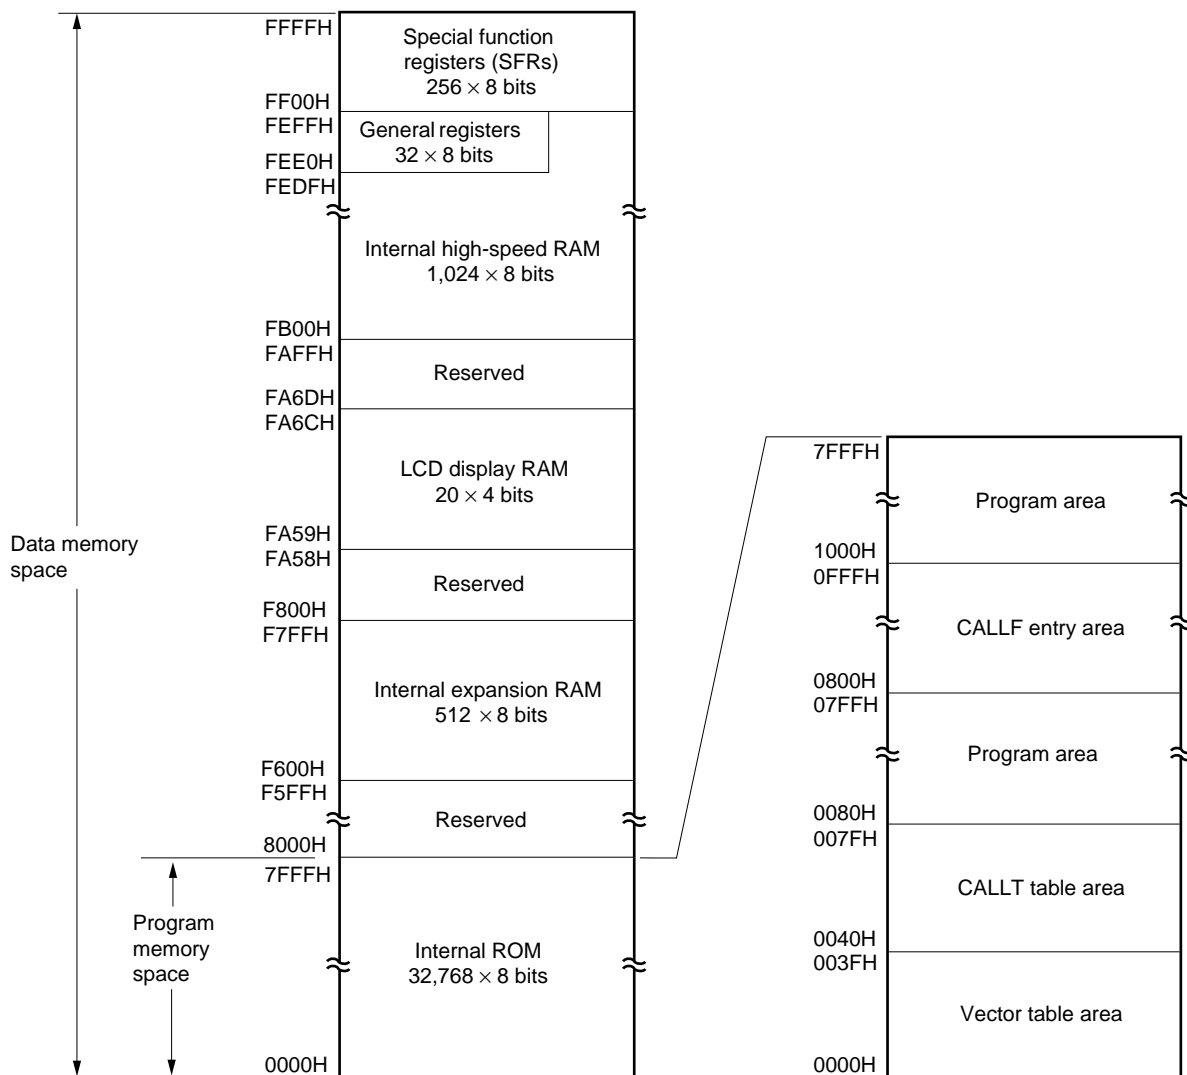 FFFFH
Special function
registers (SFRs)
256 × 8 bits
FF00H
FEFFH
General registers
32 × 8 bits
FEE0H
FEDFH
Internal high-speed RAM
1,024 × 8 bits
FB00H
FAFFH
Reserved
FA6DH
FA6CH
LCD display RAM
20 × 4 bits
FA59H
FA58H
Reserved
F800H
F7FFH
Internal expansion RAM
512 × 8 bits
F600H
F5FFH
Reserved
8000H
7FFFH
Internal ROM
32,768 × 8 bits
0000H
Data memory
space
Program
memory
space
7FFFH
Program area
1000H
0FFFH
CALLF entry area
0800H
07FFH
Program area
0080H
007FH
CALLT table area
0040H
003FH
Vector table area
0000H